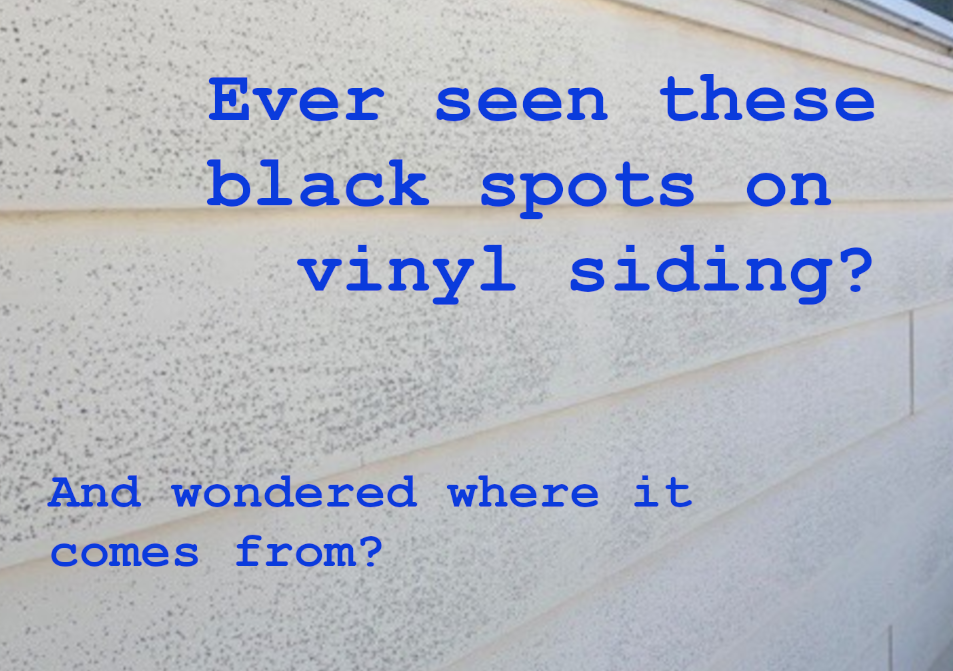 Ever seen these
black spots on
vinyl siding?
And wondered where it
comes from?